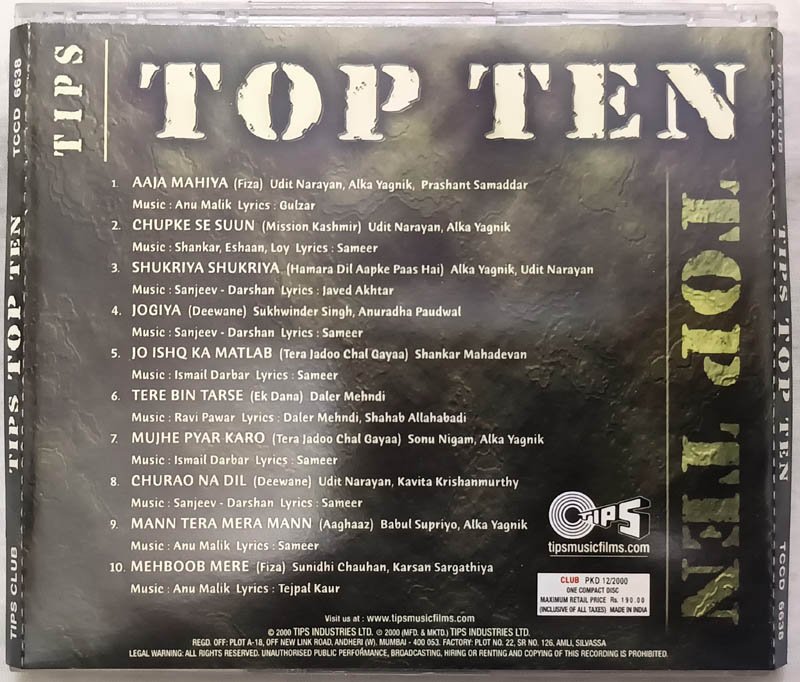 TIPS
TOP TEN
1. AAJA MAHIYA (Fiza) Udit Narayan, Alka Yagnik, Prashant Samaddar
Music : Anu Malik Lyrics : Gulzar
2. CHUPKE SE SUUN (Mission Kashmir) Udit Narayan, Alka Yagnik
Music : Shankar, Eshaan, Loy Lyrics : Sameer
3. SHUKRIYA SHUKRIYA (Hamara Dil Aapke Paas Hai) Alka Yagnik, Udit Narayan
Music : Sanjeev - Darshan Lyrics : Javed Akhtar
4. JOGIYA (Deewane) Sukhwinder Singh, Anuradha Paudwal
Music : Sanjeev - Darshan Lyrics : Sameer
5. JO ISHQ KA MATLAB (Tera Jadoo Chal Gayaa) Shankar Mahadevan
Music : Ismail Darbar Lyrics : Sameer
6. TERE BIN TARSE (Ek Dana) Daler Mehndi
Music : Ravi Pawar Lyrics : Daler Mehndi, Shahab Allahabadi
7. MUJHE PYAR KARO (Tera Jadoo Chal Gayaa) Sonu Nigam, Alka Yagnik
Music : Ismail Darbar Lyrics : Sameer
8. CHURAO NA DIL (Deewane) Udit Narayan, Kavita Krishanmurthy
Music : Sanjeev - Darshan Lyrics : Sameer
9. MANN TERA MERA MANN (Aaghaaz) Babul Supriyo, Alka Yagnik
Music : Anu Malik Lyrics : Sameer
10. MEHBOOB MERE (Fiza) Sunidhi Chauhan, Karsan Sargathiya
Music : Anu Malik Lyrics : Tejpal Kaur
TOP TEN
TIPS
tipsmusicfilms.com
CLUB PKD 12/2000
ONE COMPACT DISC
MAXIMUM RETAIL PRICE Rs. 190.00
(INCLUSIVE OF ALL TAXES) MADE IN INDIA
Visit us at : www.tipsmusicfilms.com
© 2000 TIPS INDUSTRIES LTD. ℗ 2000 (MFD. & MKTD.) TIPS INDUSTRIES LTD.
REGD. OFF: PLOT A-18, OFF NEW LINK ROAD, ANDHERI (W), MUMBAI - 400 053. FACTORY: PLOT NO. 22, SR NO. 126, AMLI, SILVASSA
LEGAL WARNING: ALL RIGHTS RESERVED. UNAUTHORISED PUBLIC PERFORMANCE, BROADCASTING, HIRING OR RENTING AND COPYING OF THIS RECORDING IS PROHIBITED.
TIPS CLUB TIPS TOP TEN TCCD 6638
TIPS CLUB TIPS TOP TEN TCCD 6638